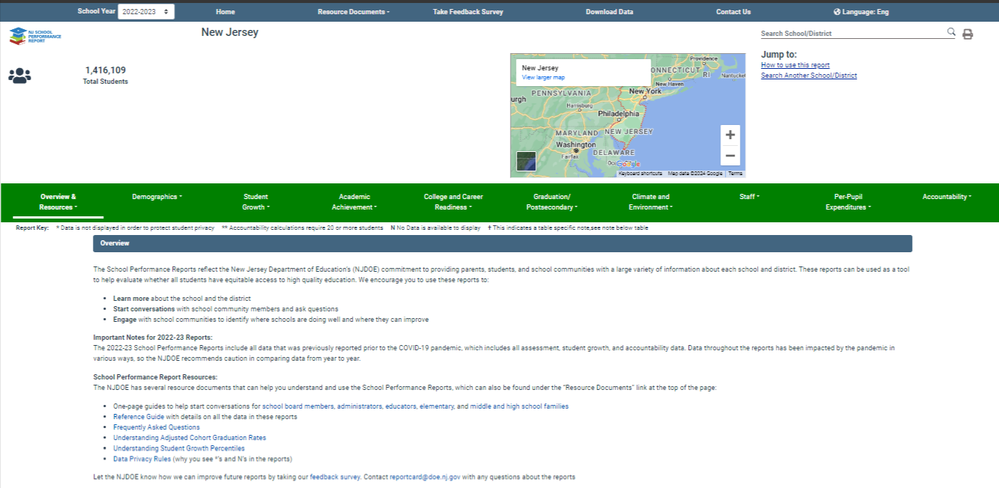 School Year 2022-2023 Home Resource Documents Take Feedback Survey Download Data Contact Us Language: Eng
NJ SCHOOL
PERFORMANCE
REPORT
New Jersey
Search School/District
1,416,109
Total Students
New Jersey
View larger map
Providence
ONNECTICUT
RI
Nantucket
New Haven
PENNSYLVANIA
New York
urgh
Harrisburg
Philadelphia
MARYLAND
NEW JERSEY
Washington
Fairfax
DELAWARE
Oce
Google
Keyboard shortcuts Map data ©2024 Google Terms
Jump to:
How to use this report
Search Another School/District
Overview &
Resources
Demographics
Student
Growth
Academic
Achievement
College and Career
Readiness
Graduation/
Postsecondary
Climate and
Environment
Staff
Per-Pupil
Expenditures
Accountability
Report Key: * Data is not displayed in order to protect student privacy ** Accountability calculations require 20 or more students N No Data is available to display † This indicates a table specific note,see note below table
Overview
The School Performance Reports reflect the New Jersey Department of Education's (NJDOE) commitment to providing parents, students, and school communities with a large variety of information about each school and district. These reports can be used as a tool
to help evaluate whether all students have equitable access to high quality education. We encourage you to use these reports to:
• Learn more about the school and the district
• Start conversations with school community members and ask questions
• Engage with school communities to identify where schools are doing well and where they can improve
Important Notes for 2022-23 Reports:
The 2022-23 School Performance Reports include all data that was previously reported prior to the COVID-19 pandemic, which includes all assessment, student growth, and accountability data. Data throughout the reports has been impacted by the pandemic in
various ways, so the NJDOE recommends caution in comparing data from year to year.
School Performance Report Resources:
The NJDOE has several resource documents that can help you understand and use the School Performance Reports, which can also be found under the "Resource Documents" link at the top of the page:
• One-page guides to help start conversations for school board members, administrators, educators, elementary, and middle and high school families
• Reference Guide with details on all the data in these reports
• Frequently Asked Questions
• Understanding Adjusted Cohort Graduation Rates
• Understanding Student Growth Percentiles
• Data Privacy Rules (why you see *'s and N's in the reports)
Let the NJDOE know how we can improve future reports by taking our feedback survey. Contact reportcard@doe.nj.gov with any questions about the reports